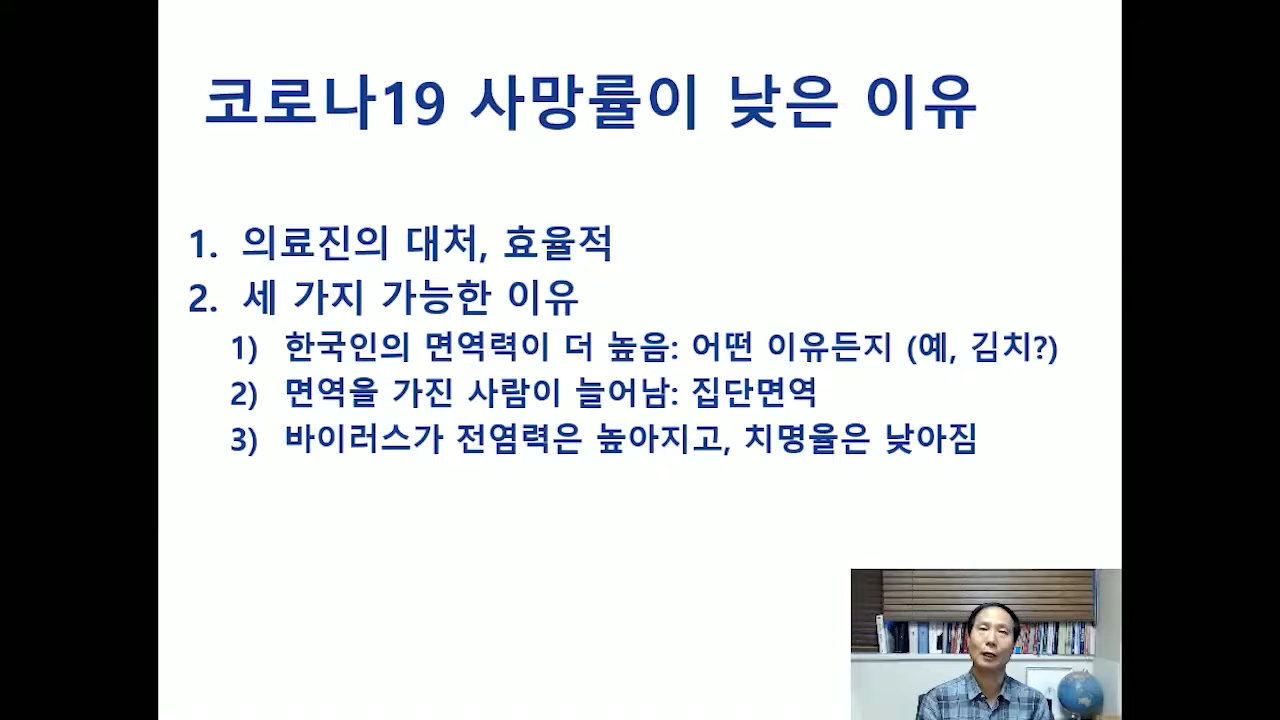 코로나19 사망률이 낮은 이유
1. 의료진의 대처, 효율적
2. 세 가지 가능한 이유
1) 한국인의 면역력이 더 높음: 어떤 이유든지 (예, 김치?)
2) 면역을 가진 사람이 늘어남: 집단면역
3) 바이러스가 전염력은 높아지고, 치명율은 낮아짐